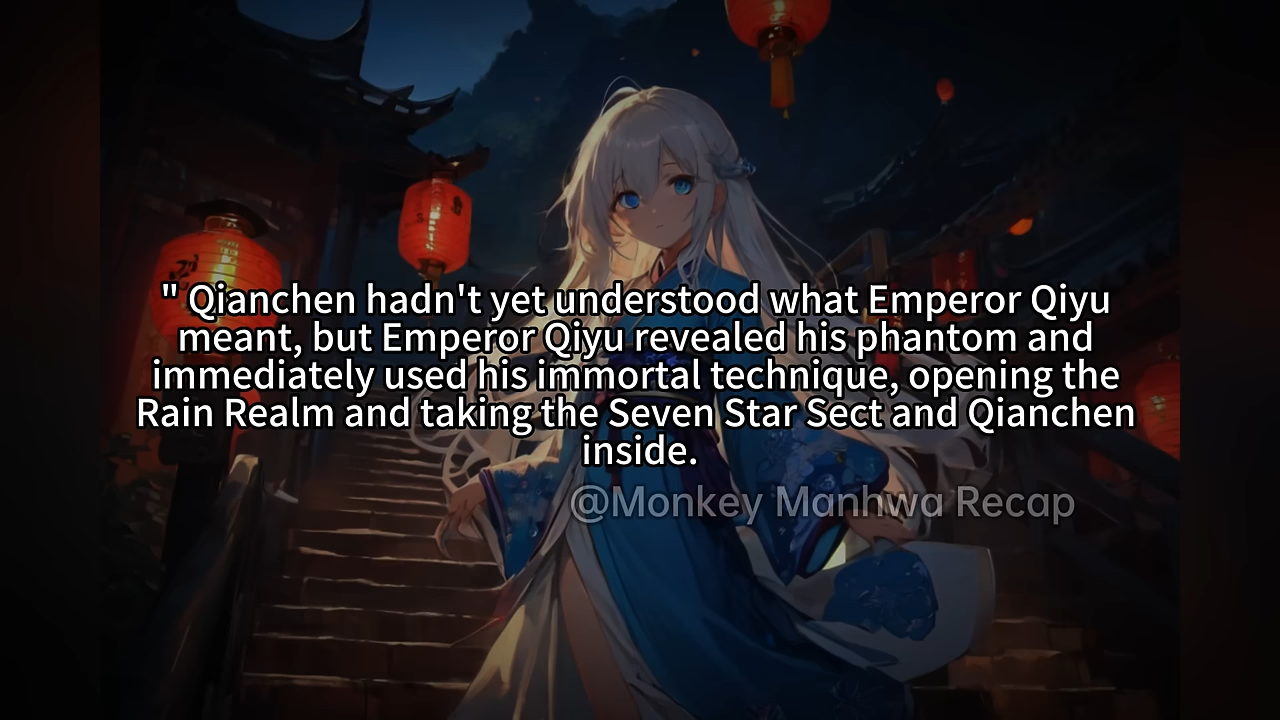 " Qianchen hadn't yet understood what Emperor Qiyu
meant, but Emperor Qiyu revealed his phantom and
immediately used his immortal technique, opening the
Rain Realm and taking the Seven Star Sect and Qianchen
inside.
@Monkey Manhwa Recap